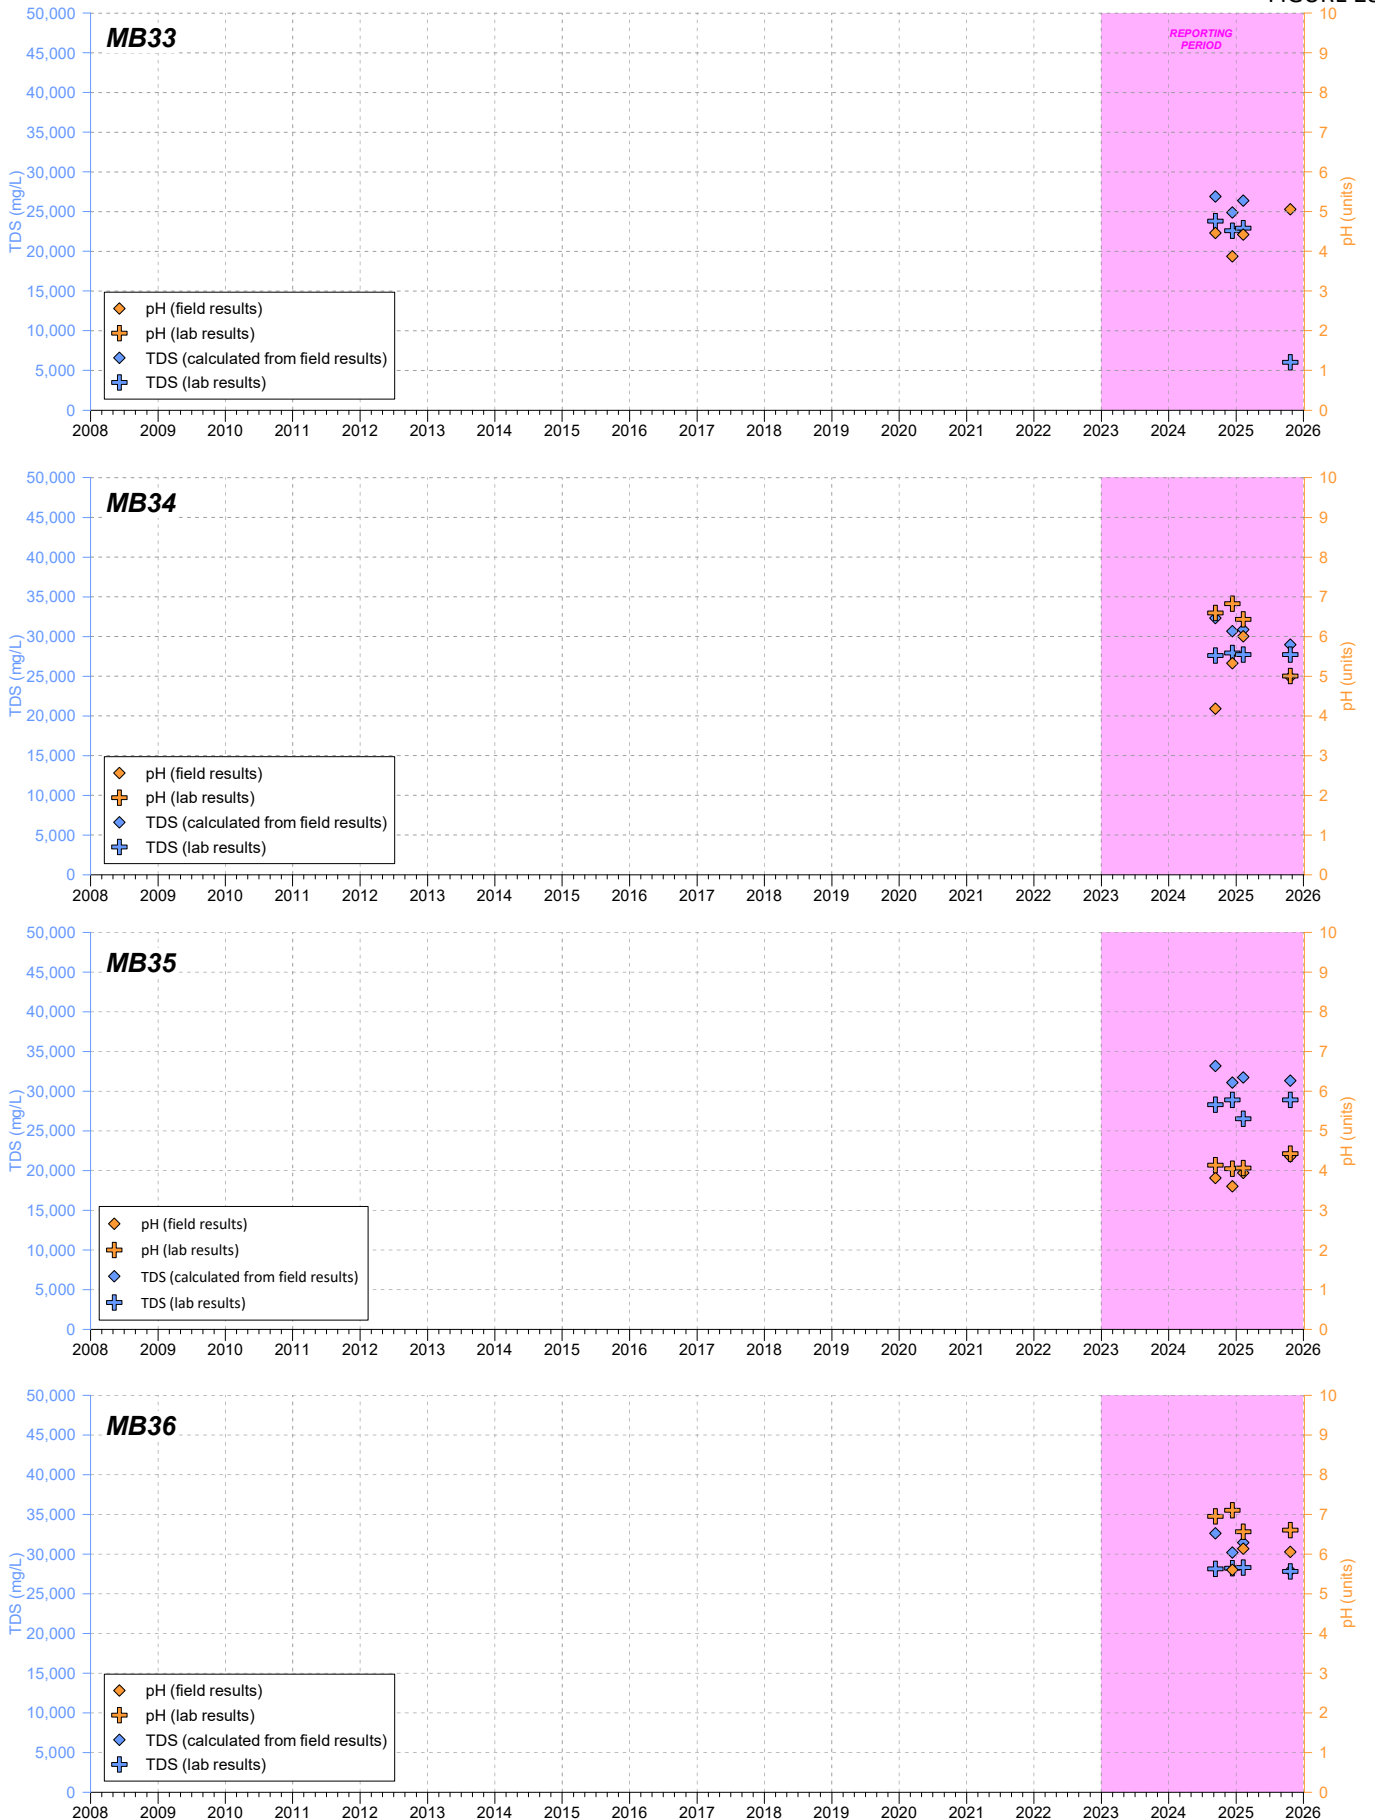 50,000
45,000
40,000
35,000
30,000
25,000
20,000
15,000
10,000
5,000
0
TDS (mg/L)
MB33
REPORTING
PERIOD
pH (field results)
pH (lab results)
TDS (calculated from field results)
TDS (lab results)
10
9
8
7
6
5
4
3
2
1
0
pH (units)
2008 2009 2010 2011 2012 2013 2014 2015 2016 2017 2018 2019 2020 2021 2022 2023 2024 2025 2026
50,000
45,000
40,000
35,000
30,000
25,000
20,000
15,000
10,000
5,000
0
TDS (mg/L)
MB34
pH (field results)
pH (lab results)
TDS (calculated from field results)
TDS (lab results)
10
9
8
7
6
5
4
3
2
1
0
pH (units)
2008 2009 2010 2011 2012 2013 2014 2015 2016 2017 2018 2019 2020 2021 2022 2023 2024 2025 2026
50,000
45,000
40,000
35,000
30,000
25,000
20,000
15,000
10,000
5,000
0
TDS (mg/L)
MB35
pH (field results)
pH (lab results)
TDS (calculated from field results)
TDS (lab results)
10
9
8
7
6
5
4
3
2
1
0
pH (units)
2008 2009 2010 2011 2012 2013 2014 2015 2016 2017 2018 2019 2020 2021 2022 2023 2024 2025 2026
50,000
45,000
40,000
35,000
30,000
25,000
20,000
15,000
10,000
5,000
0
TDS (mg/L)
MB36
pH (field results)
pH (lab results)
TDS (calculated from field results)
TDS (lab results)
10
9
8
7
6
5
4
3
2
1
0
pH (units)
2008 2009 2010 2011 2012 2013 2014 2015 2016 2017 2018 2019 2020 2021 2022 2023 2024 2025 2026